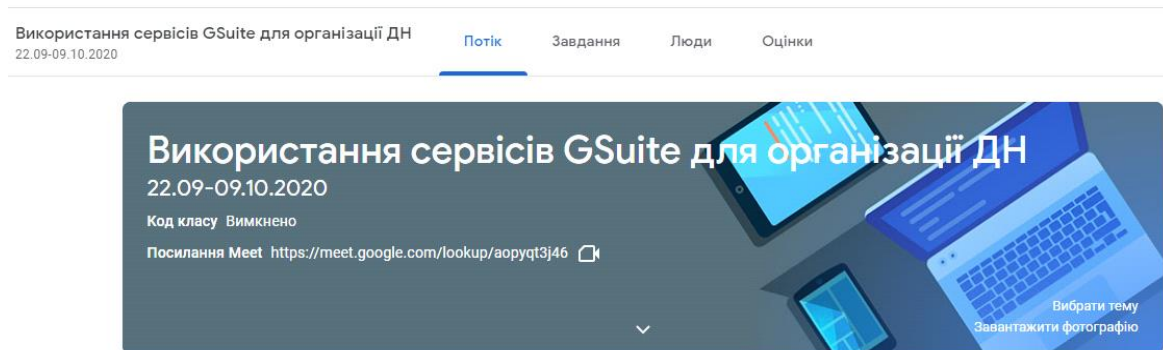 Використання сервісів GSuite для організації ДН
22.09-09.10.2020
Потік Завдання Люди Оцінки
Використання сервісів GSuite для організації ДН
22.09-09.10.2020
Код класу Вимкнено
Посилання Meet https://meet.google.com/lookup/aopyqt3j46
Вибрати тему
Завантажити фотографію